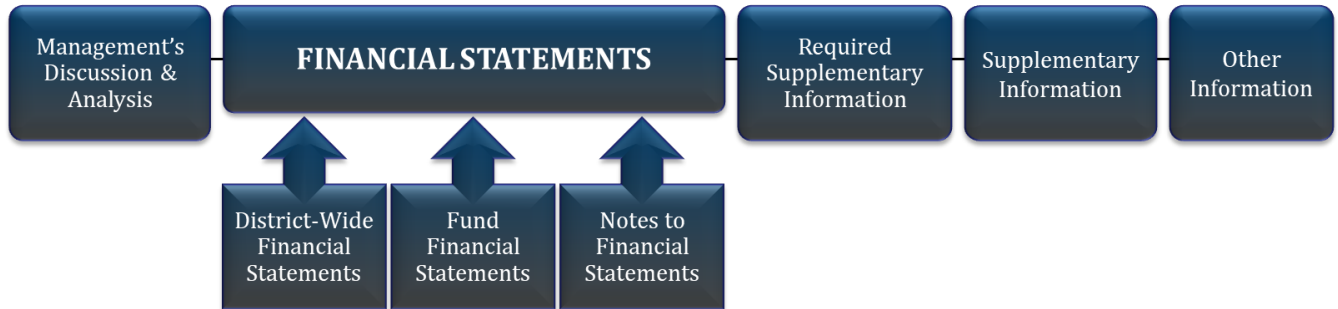 Management's
Discussion &
Analysis
FINANCIAL STATEMENTS
Required
Supplementary
Information
Supplementary
Information
Other
Information
District-Wide
Financial
Statements
Fund
Financial
Statements
Notes to
Financial
Statements